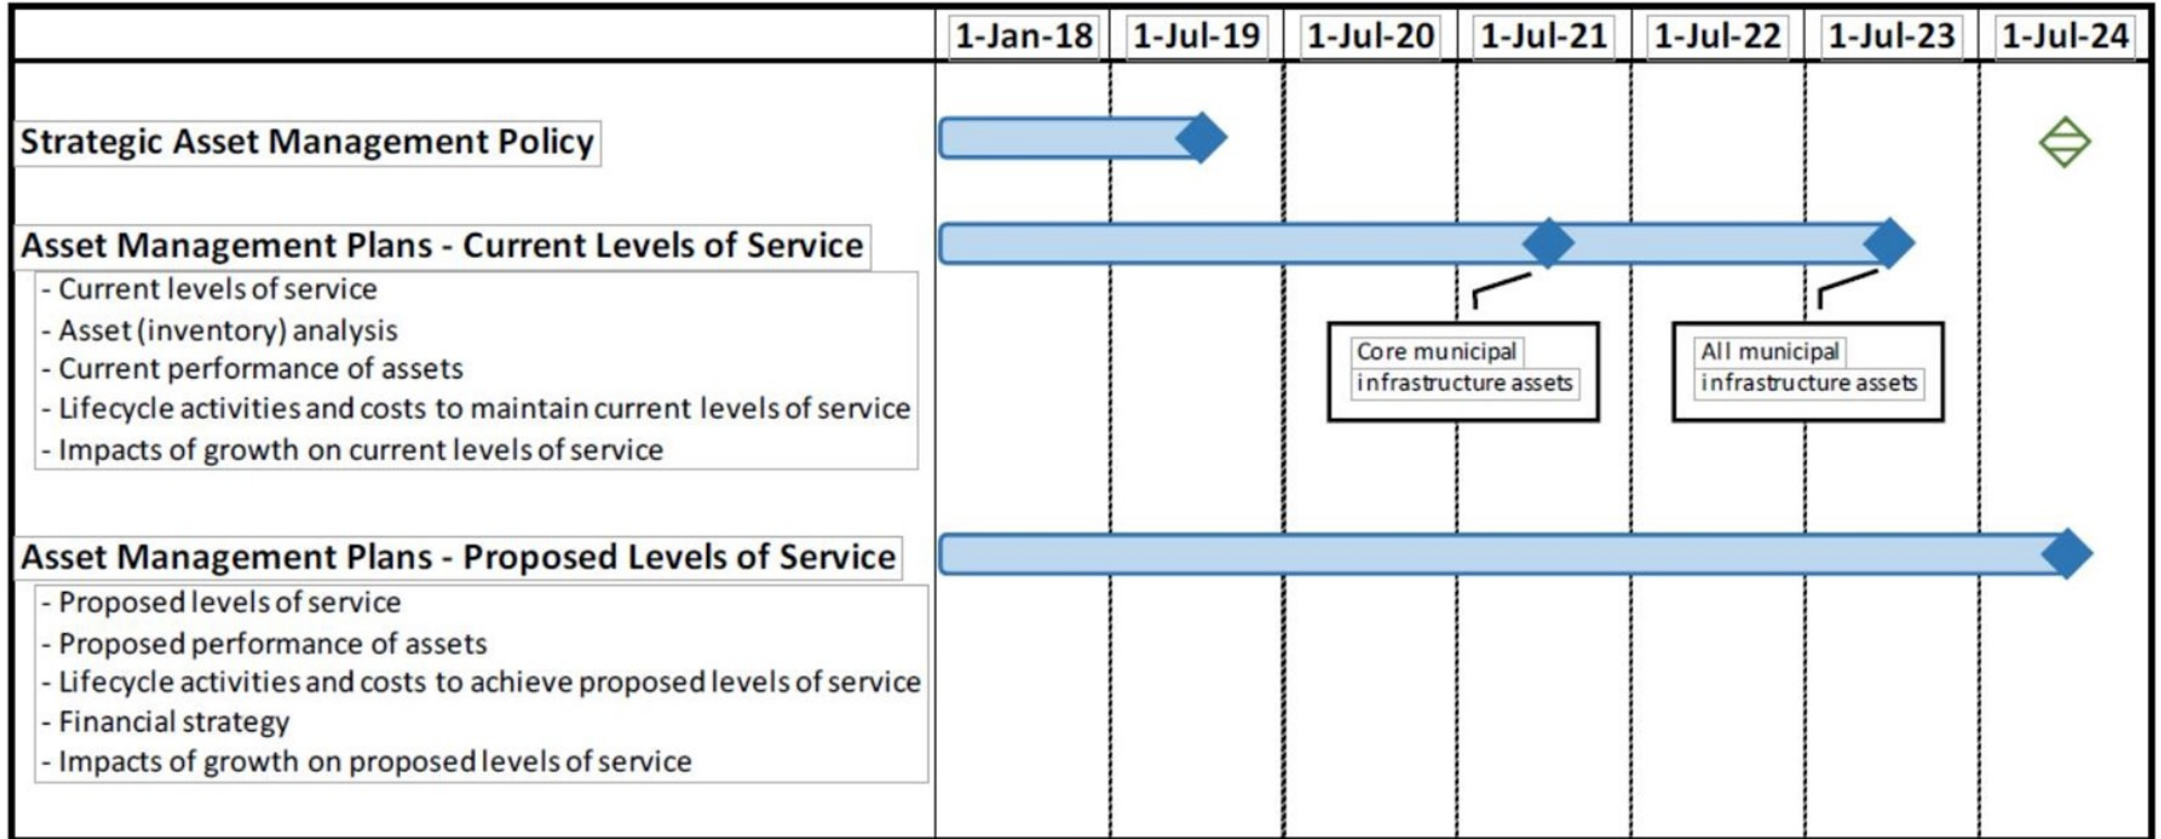 1-Jan-18 1-Jul-19 1-Jul-20 1-Jul-21 1-Jul-22 1-Jul-23 1-Jul-24
Strategic Asset Management Policy
Asset Management Plans - Current Levels of Service
- Current levels of service
- Asset (inventory) analysis
- Current performance of assets
- Lifecycle activities and costs to maintain current levels of service
- Impacts of growth on current levels of service
Core municipal
infrastructure assets
All municipal
infrastructure assets
Asset Management Plans - Proposed Levels of Service
- Proposed levels of service
- Proposed performance of assets
- Lifecycle activities and costs to achieve proposed levels of service
- Financial strategy
- Impacts of growth on proposed levels of service